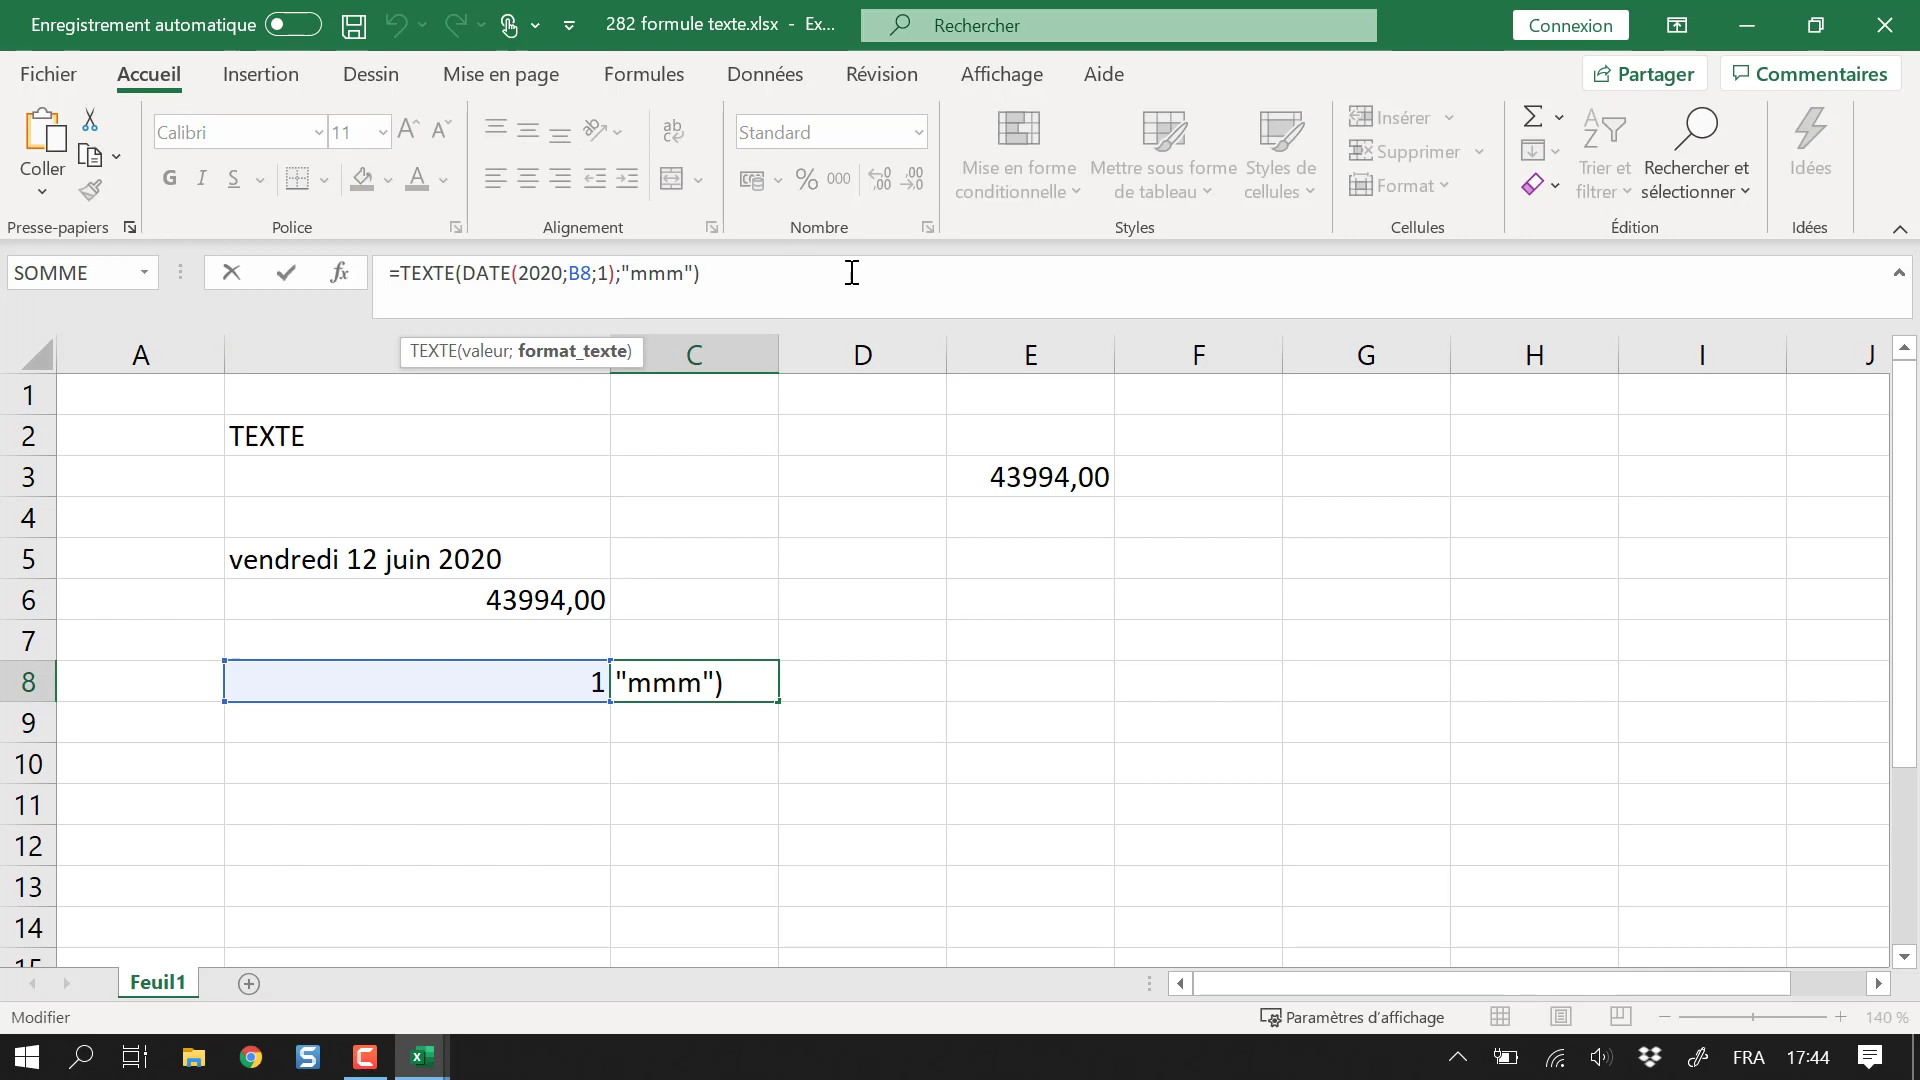 Enregistrement automatique
282 formule texte.xlsx - Ex...
Rechercher
Connexion
Fichier Accueil Insertion Dessin Mise en page Formules Données Révision Affichage Aide
Partager Commentaires
Coller
Calibri 11
G I S
ab
Standard
% 000
Mise en forme conditionnelle
Mettre sous forme de tableau
Styles de cellules
Insérer
Supprimer
Format
Trier et filtrer
Rechercher et sélectionner
Idées
Presse-papiers Police Alignement Nombre Styles Cellules Édition Idées
SOMME
fx
=TEXTE(DATE(2020;B8;1);"mmm")
TEXTE(valeur; format_texte)
A C D E F G H I J
1
2 TEXTE
3 43994,00
4
5 vendredi 12 juin 2020
6 43994,00
7
8 1 "mmm")
9
10
11
12
13
14
15
Feuil1
Modifier
Paramètres d'affichage
140 %
FRA 17:44